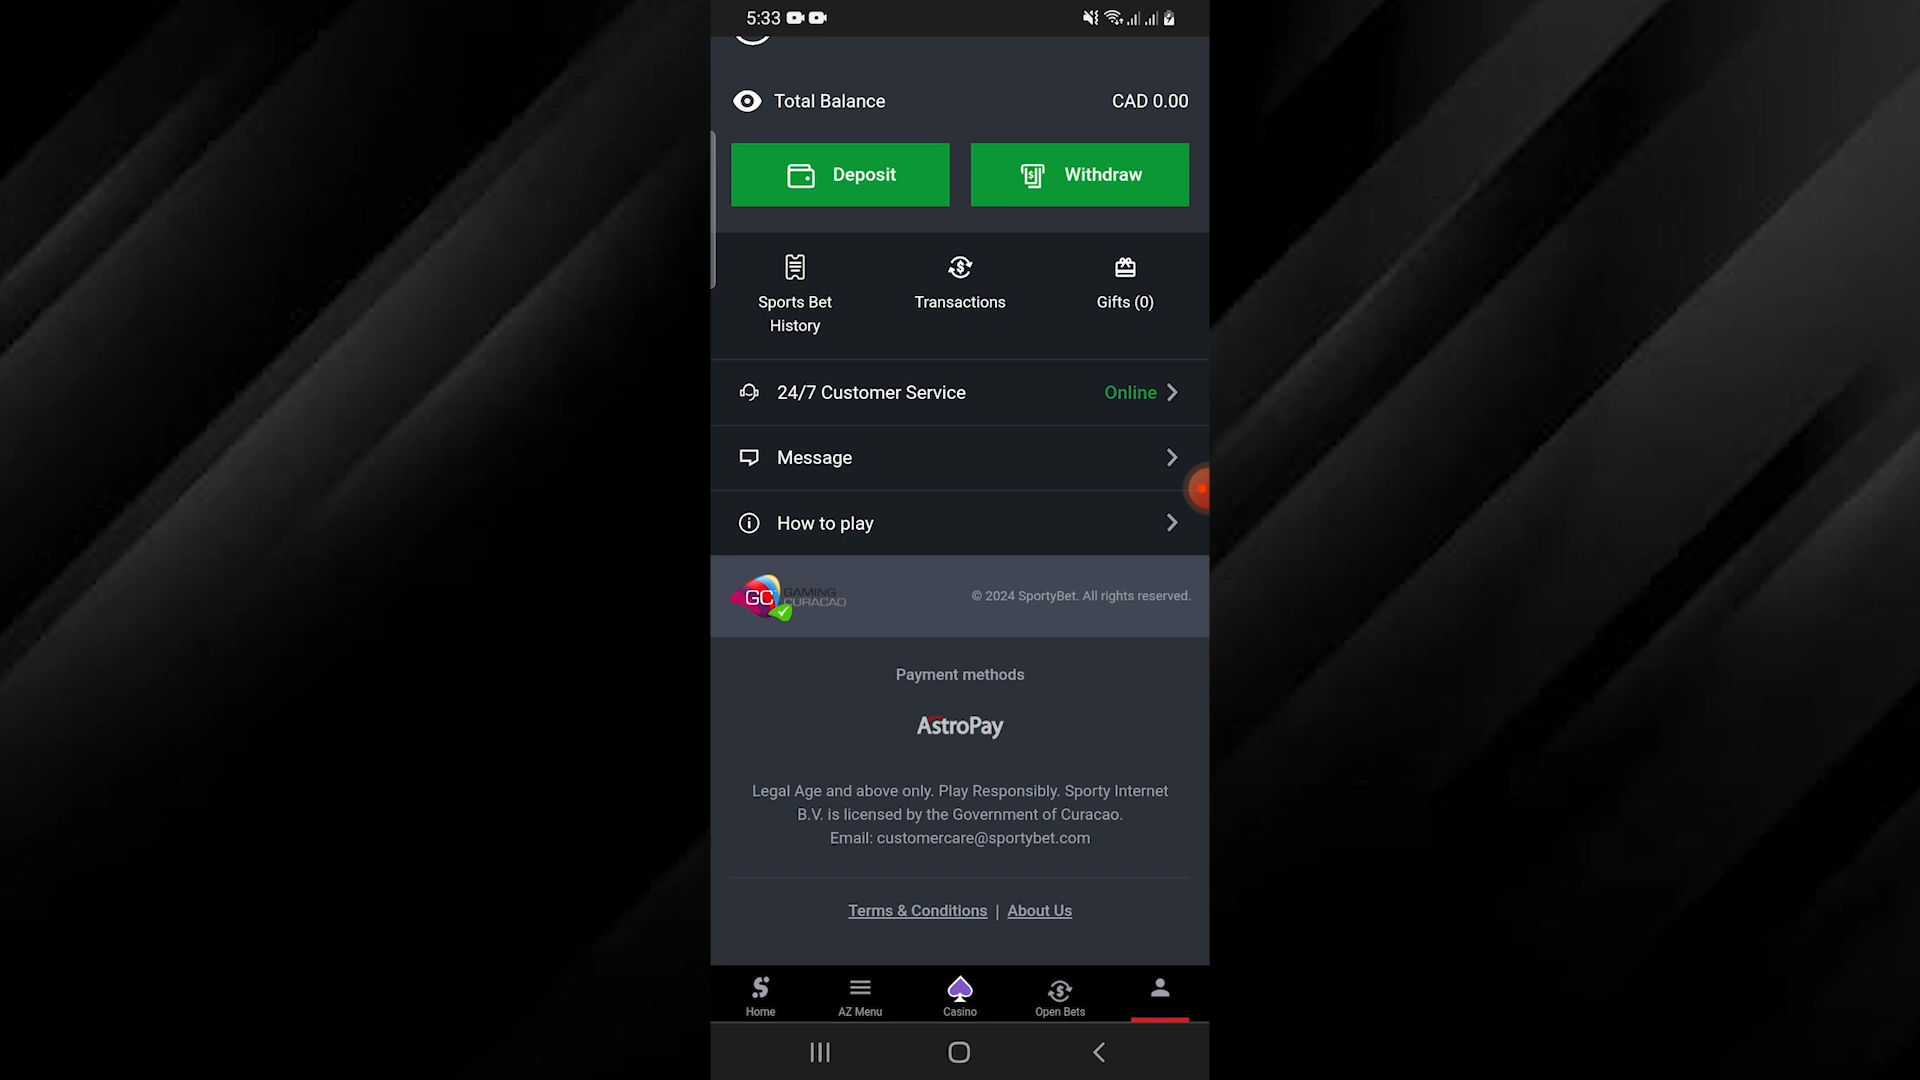 5:33
Total Balance
CAD 0.00
Deposit
Withdraw
Sports Bet
History
Transactions
Gifts (0)
24/7 Customer Service
Online
Message
How to play
GC GAMING
CURACAO
© 2024 SportyBet. All rights reserved.
Payment methods
AstroPay
Legal Age and above only. Play Responsibly. Sporty Internet
B.V. is licensed by the Government of Curacao.
Email: customercare@sportybet.com
Terms & Conditions | About Us
Home
AZ Menu
Casino
Open Bets